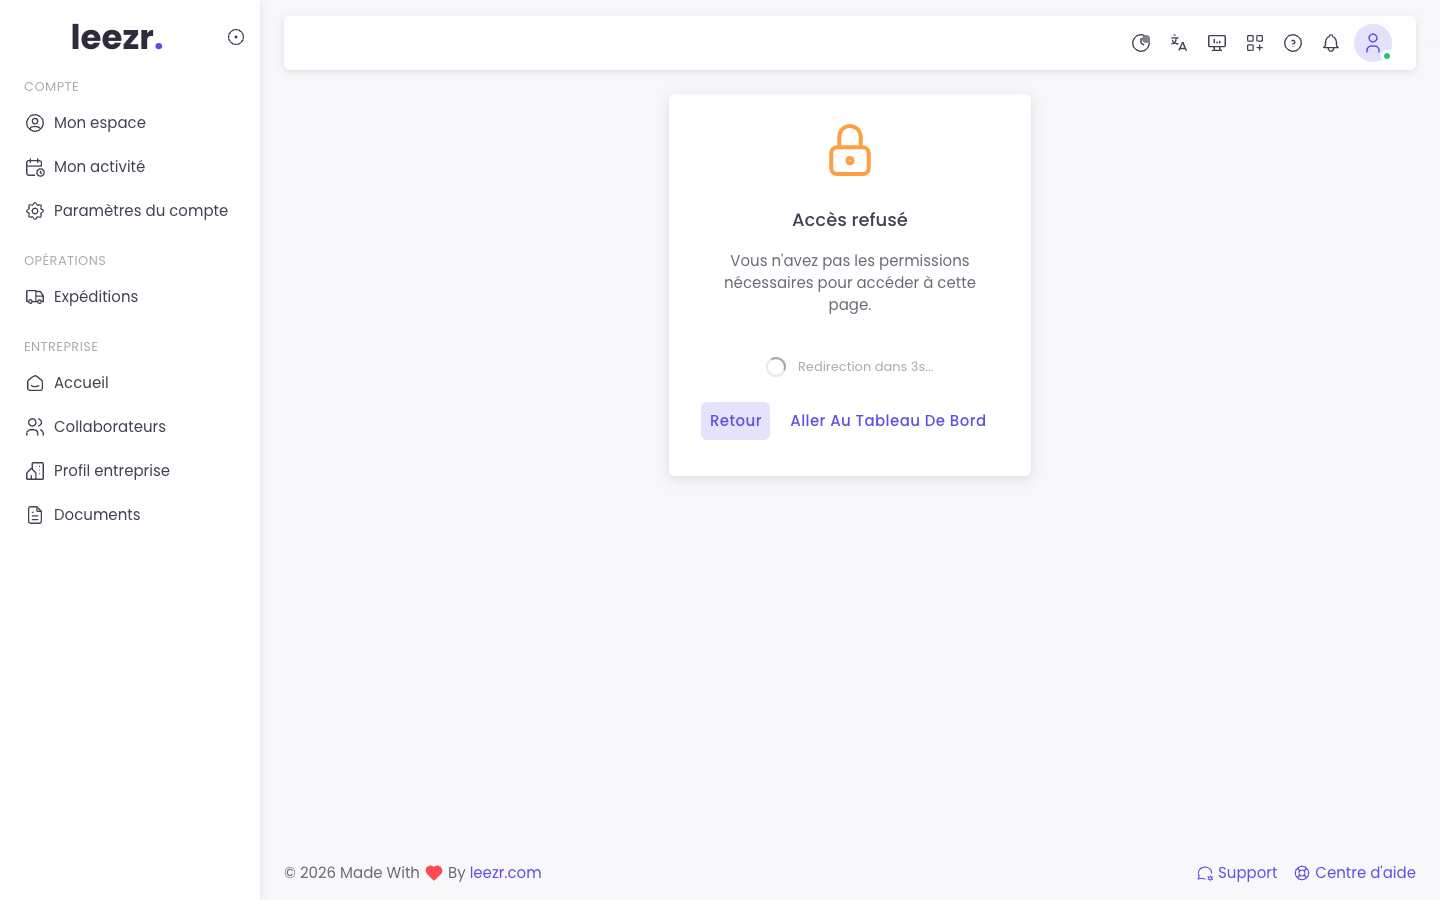 leezr.
COMPTE
Mon espace
Mon activité
Paramètres du compte
OPÉRATIONS
Expéditions
ENTREPRISE
Accueil
Collaborateurs
Profil entreprise
Documents
Accès refusé
Vous n'avez pas les permissions
nécessaires pour accéder à cette
page.
Redirection dans 3s...
Retour Aller Au Tableau De Bord
© 2026 Made With By leezr.com
Support Centre d'aide